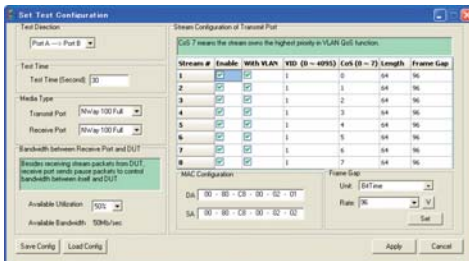 Set Test Configuration
Test Direction
Port A ---> Port B
Test Time
Test Time (Second) 30
Media Type
Transmit Port NWay 100 Full
Receive Port NWay 100 Full
Bandwidth between Receive Port and DUT
Besides receiving stream packets from DUT,
receive port sends pause packets to control
bandwidth between itself and DUT
Available Utilization 50%
Available Bandwidth 50Mb/sec
Save Config Load Config
Stream Configuration of Transmit Port
CoS 7 means the stream owns the highest priority in VLAN QoS function.
Stream # Enable With VLAN VID (0 ~ 4095) CoS (0 ~ 7) Length Frame Gap
1 1 0 64 96
2 1 1 64 96
3 1 2 64 96
4 1 3 64 96
5 1 4 64 96
6 1 5 64 96
7 1 6 64 96
8 1 7 64 96
MAC Configuration
DA 00 - 80 - C8 - 00 - 02 - 01
SA 00 - 80 - C8 - 00 - 02 - 02
Frame Gap
Unit BitTime
Rate 96 V
Set
Apply Cancel